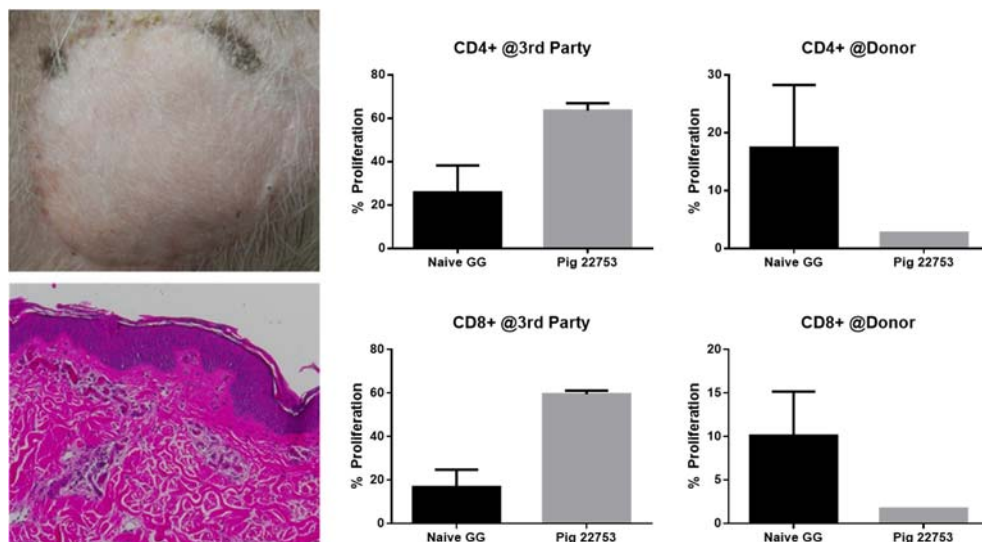 CD4+ @3rd Party
% Proliferation
80
60
40
20
0
Naive GG Pig 22753
CD4+ @Donor
% Proliferation
30
20
10
0
Naive GG Pig 22753
CD8+ @3rd Party
% Proliferation
80
60
40
20
0
Naive GG Pig 22753
CD8+ @Donor
% Proliferation
20
15
10
5
0
Naive GG Pig 22753